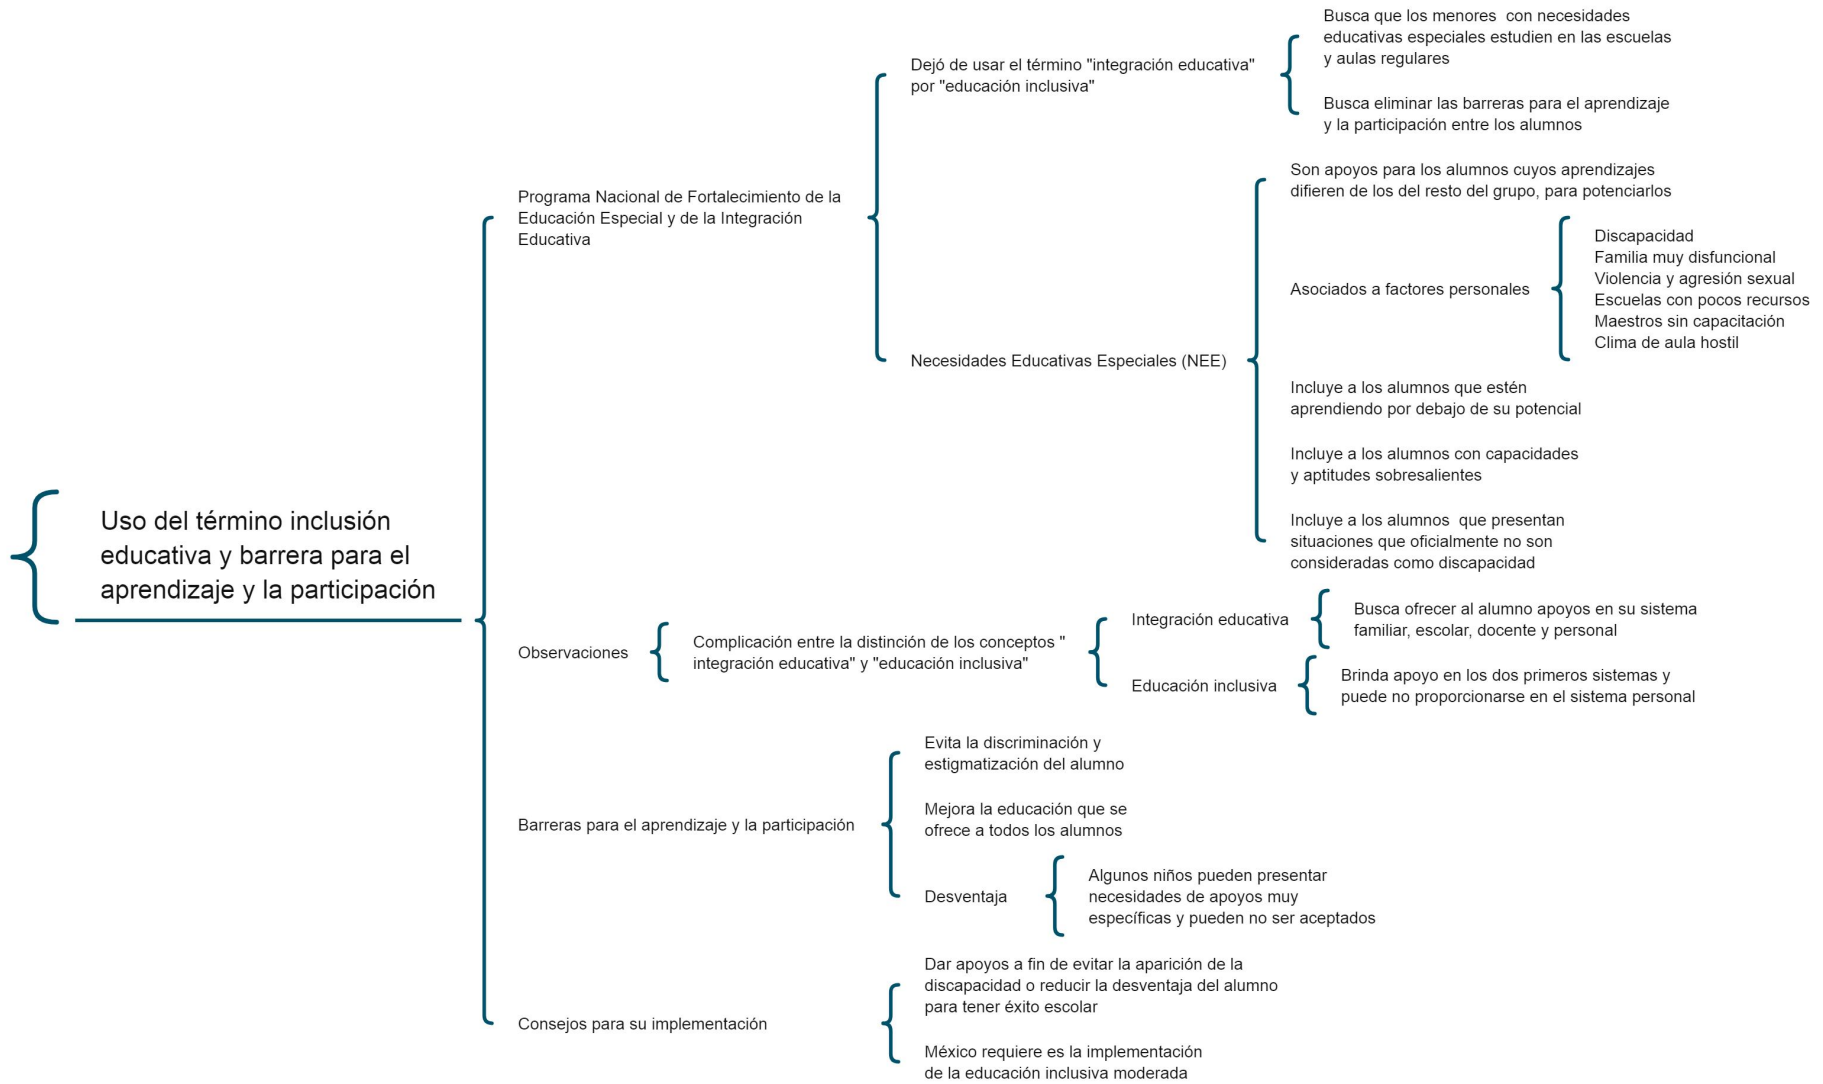 Uso del término inclusión
educativa y barrera para el
aprendizaje y la participación
Programa Nacional de Fortalecimiento de la
Educación Especial y de la Integración
Educativa
Dejó de usar el término "integración educativa"
por "educación inclusiva"
Busca que los menores  con necesidades
educativas especiales estudien en las escuelas
y aulas regulares
Busca eliminar las barreras para el aprendizaje
y la participación entre los alumnos
Necesidades Educativas Especiales (NEE)
Son apoyos para los alumnos cuyos aprendizajes
difieren de los del resto del grupo, para potenciarlos
Asociados a factores personales
Discapacidad
Familia muy disfuncional
Violencia y agresión sexual
Escuelas con pocos recursos
Maestros sin capacitación
Clima de aula hostil
Incluye a los alumnos que estén
aprendiendo por debajo de su potencial
Incluye a los alumnos con capacidades
y aptitudes sobresalientes
Incluye a los alumnos  que presentan
situaciones que oficialmente no son
consideradas como discapacidad
Observaciones
Complicación entre la distinción de los conceptos "
integración educativa" y "educación inclusiva"
Integración educativa
Busca ofrecer al alumno apoyos en su sistema
familiar, escolar, docente y personal
Educación inclusiva
Brinda apoyo en los dos primeros sistemas y
puede no proporcionarse en el sistema personal
Barreras para el aprendizaje y la participación
Evita la discriminación y
estigmatización del alumno
Mejora la educación que se
ofrece a todos los alumnos
Desventaja
Algunos niños pueden presentar
necesidades de apoyos muy
específicas y pueden no ser aceptados
Consejos para su implementación
Dar apoyos a fin de evitar la aparición de la
discapacidad o reducir la desventaja del alumno
para tener éxito escolar
México requiere es la implementación
de la educación inclusiva moderada